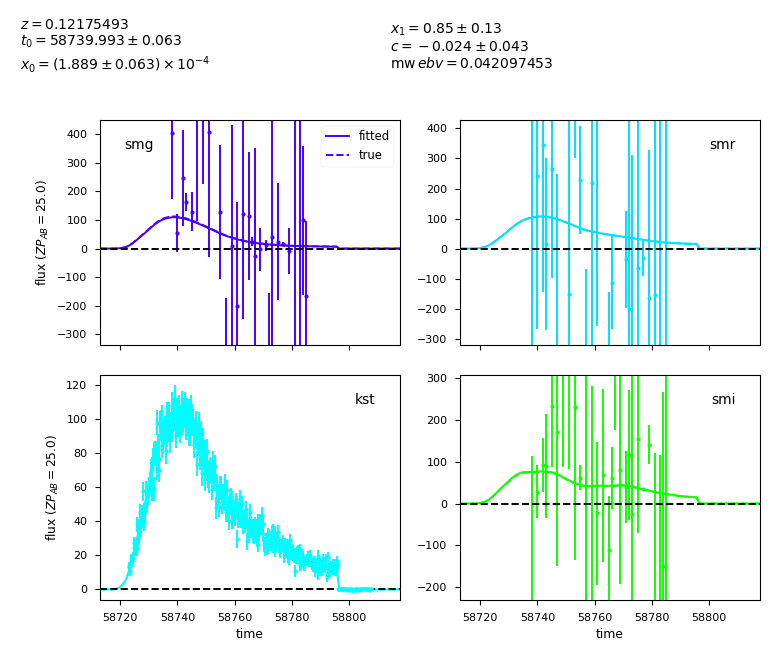 z = 0.12175493
t₀ = 58739.993 ± 0.063
x₀ = (1.889 ± 0.063) × 10⁻⁴
x₁ = 0.85 ± 0.13
c = −0.024 ± 0.043
mw ebv = 0.042097453
smg
fitted
true
400
300
200
100
0
−100
−200
−300
flux (ZP_AB = 25.0)
smr
400
300
200
100
0
−100
−200
−300
kst
120
100
80
60
40
20
0
flux (ZP_AB = 25.0)
58720 58740 58760 58780 58800
time
smi
300
200
100
0
−100
−200
58720 58740 58760 58780 58800
time